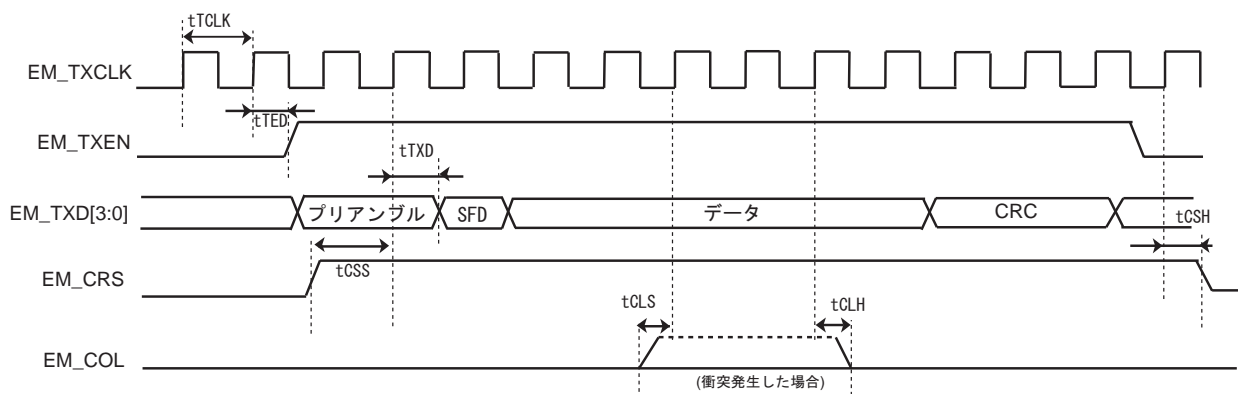 tTCLK
EM_TXCLK
tTED
EM_TXEN
tTXD
EM_TXD[3:0]
プリアンブル
SFD
データ
CRC
tCSH
tCSS
EM_CRS
tCLS
tCLH
EM_COL
(衝突発生した場合)